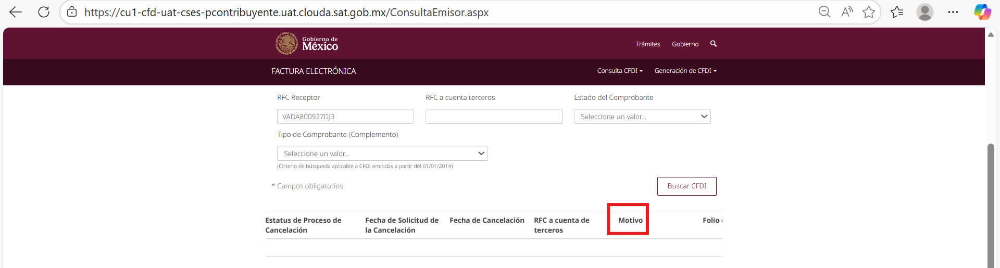 https://cu1-cfd-uat-cses-pcontribuyente.uat.clouda.sat.gob.mx/ConsultaEmisor.aspx
Gobierno de
México
Trámites Gobierno
FACTURA ELECTRÓNICA
Consulta CFDI Generación de CFDI
RFC Receptor RFC a cuenta terceros Estado del Comprobante
VADA800927DJ3 Seleccione un valor...
Tipo de Comprobante (Complemento)
Seleccione un valor...
(Criterio de búsqueda aplicable a CFDI emitidas a partir del 01/01/2014)
* Campos obligatorios Buscar CFDI
Estatus de Proceso de Fecha de Solicitud de Fecha de Cancelación RFC a cuenta de Motivo Folio
Cancelación la Cancelación terceros